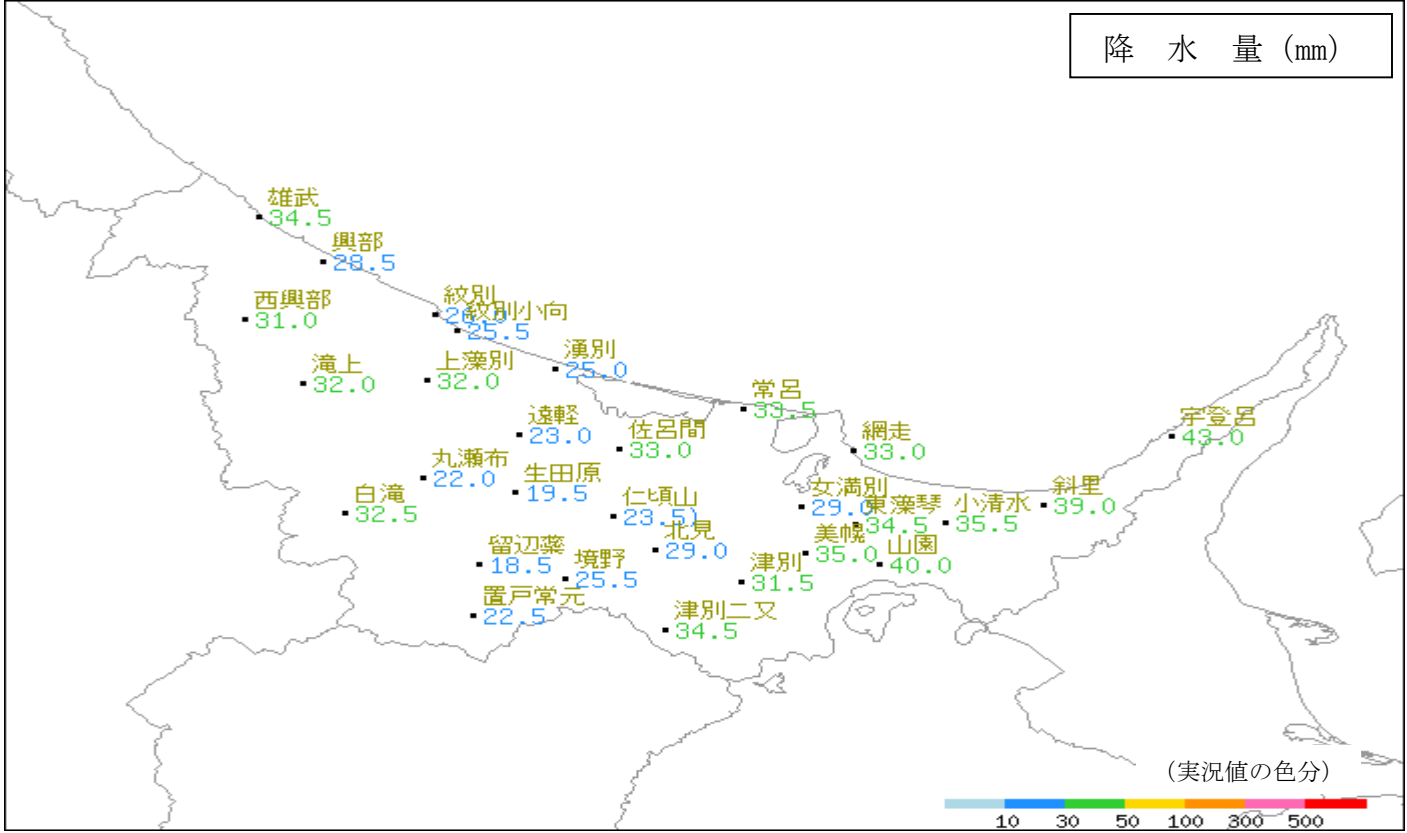 降 水 量 (mm)
雄武
34.5
興部
28.5
西興部
31.0
紋別
紋別小向
25.5
滝上
32.0
上藻別
32.0
湧別
25.0
常呂
33.5
遠軽
23.0
佐呂間
33.0
網走
33.0
宇登呂
43.0
丸瀬布
22.0
生田原
19.5
白滝
32.5
仁頃山
23.5)
女満別
29.0
東藻琴
34.5
小清水
35.5
斜里
39.0
北見
29.0
美幌
35.0
山園
40.0
留辺蘂
18.5
境野
25.5
津別
31.5
置戸常元
22.5
津別二又
34.5
(実況値の色分)
10 30 50 100 300 500